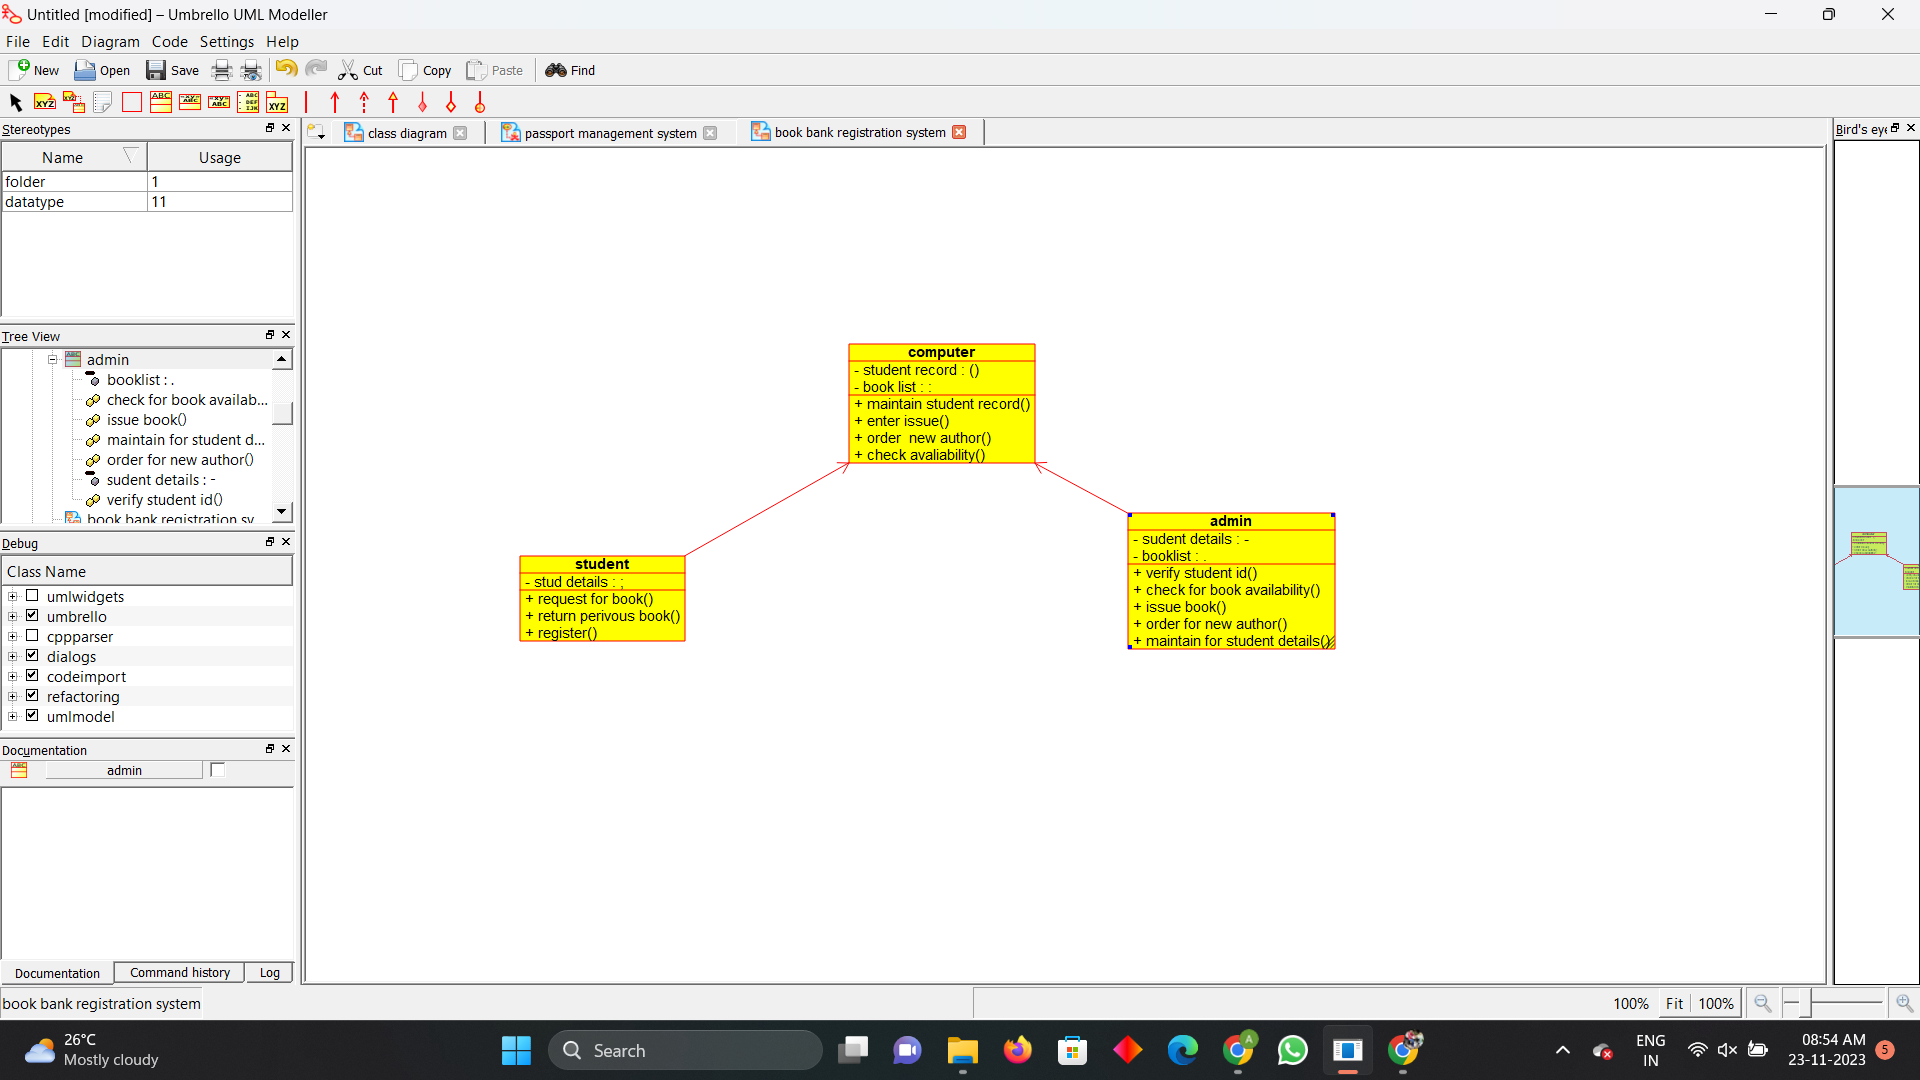 Untitled [modified] – Umbrello UML Modeller
File Edit Diagram Code Settings Help
New Open Save Cut Copy Paste Find
Stereotypes
Name Usage
folder 1
datatype 11
class diagram
passport management system
book bank registration system
Bird's eye
Tree View
admin
booklist : .
check for book availab...
issue book()
maintain for student d...
order for new author()
sudent details : -
verify student id()
book bank registration sy
computer
- student record : ()
- book list : :
+ maintain student record()
+ enter issue()
+ order  new author()
+ check avaliability()
student
- stud details : ;
+ request for book()
+ return perivous book()
+ register()
admin
- sudent details : -
- booklist : .
+ verify student id()
+ check for book availability()
+ issue book()
+ order for new author()
+ maintain for student details()
Debug
Class Name
umlwidgets
umbrello
cppparser
dialogs
codeimport
refactoring
umlmodel
Documentation
admin
Documentation Command history Log
book bank registration system
100% Fit 100%
26°C
Mostly cloudy
Search
ENG
IN
08:54 AM
23-11-2023
5